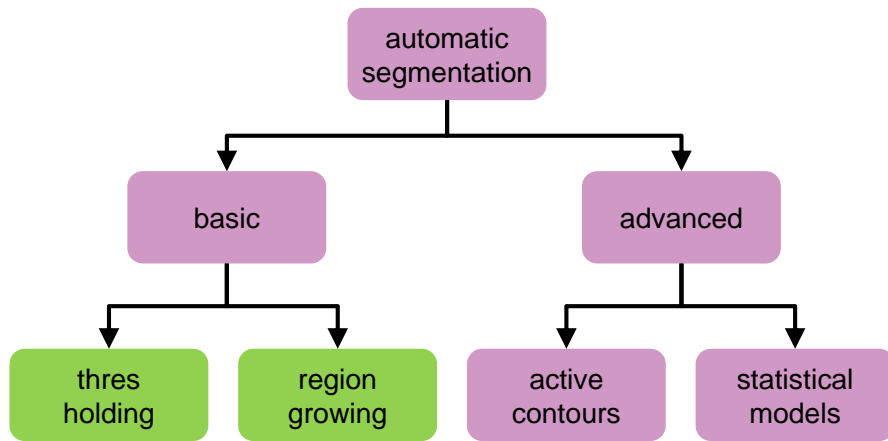 automatic
segmentation
basic
advanced
thres
holding
region
growing
active
contours
statistical
models